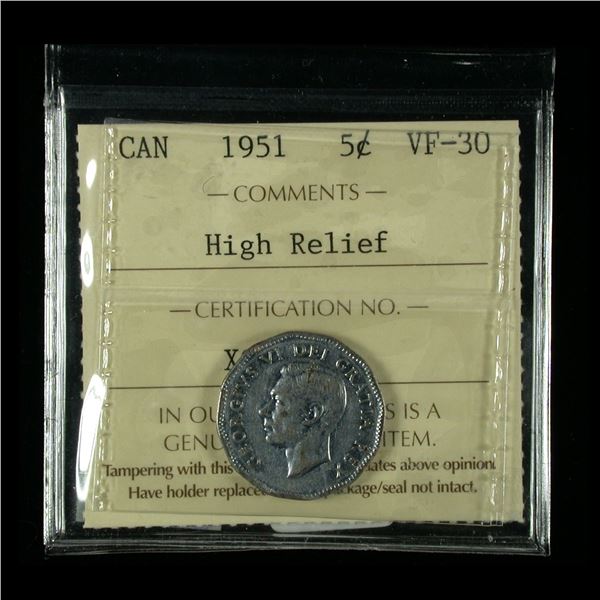 CAN 1951 5¢ VF-30
— COMMENTS —
High Relief
— CERTIFICATION NO. —
X
GEORGIVS VI DEI GRATIA REX
IN OU S IS A
GENU ITEM.
Tampering with this ates above opinion.
Have holder replace kage/seal not intact.